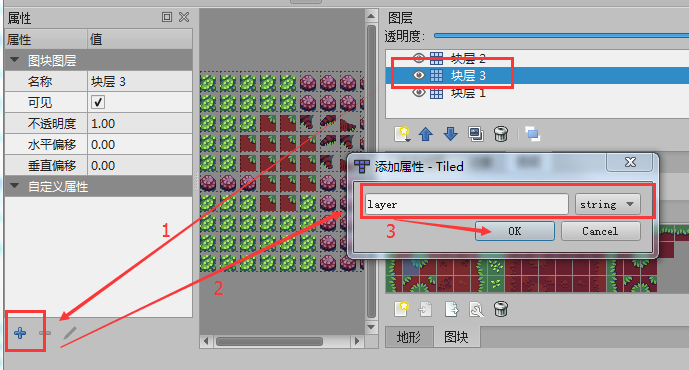 属性
属性 值
图块图层
名称 块层 3
可见
不透明度 1.00
水平偏移 0.00
垂直偏移 0.00
自定义属性
1
2
图层
透明度:
块层 2
块层 3
块层 1
添加属性 - Tiled
layer string
3
OK Cancel
地形 图块